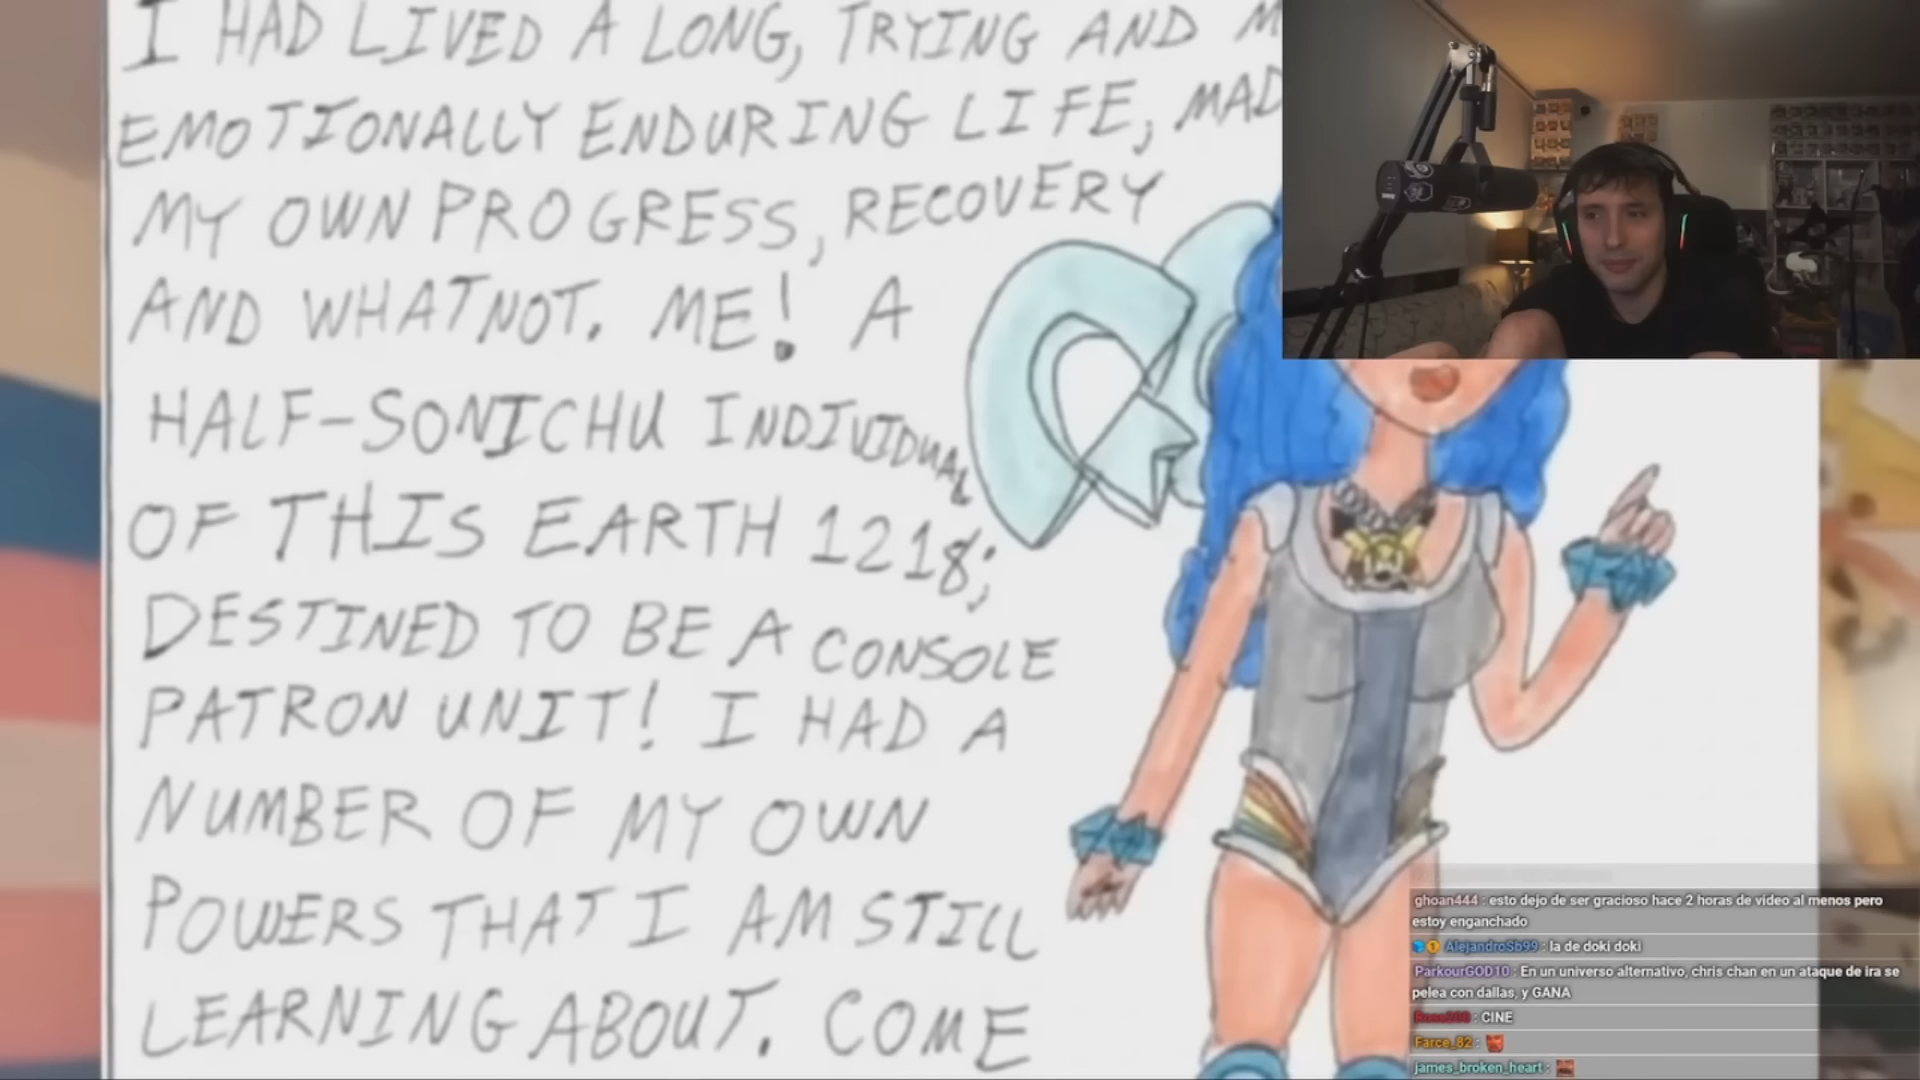 I HAD LIVED A LONG, TRYING AND
EMOTIONALLY ENDURING LIFE, MAD
MY OWN PROGRESS, RECOVERY
AND WHATNOT. ME! A
HALF-SONICHU INDIVIDUAL
OF THIS EARTH 1218;
DESTINED TO BE A CONSOLE
PATRON UNIT! I HAD A
NUMBER OF MY OWN
POWERS THAT I AM STILL
LEARNING ABOUT. COME
ghoan444 : esto dejo de ser gracioso hace 2 horas de video al menos pero
estoy enganchado
AlejandroSb99 : la de doki doki
ParkourGOD10 : En un universo alternativo, chris chan en un ataque de ira se
pelea con dallas, y GANA
: CINE
Farce_82 :
james_broken_heart :